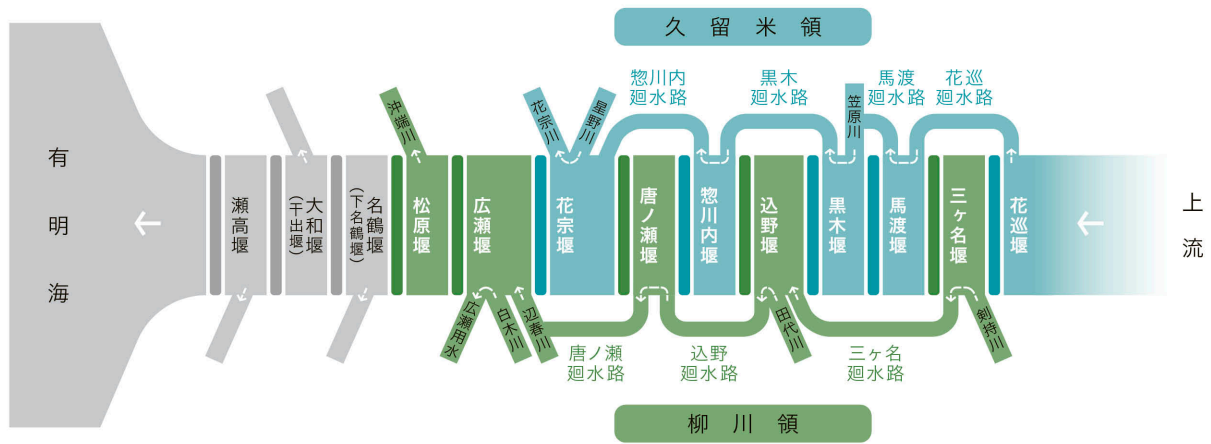 久留米領
惣川内
廻水路
黒木
廻水路
馬渡
廻水路
花巡
廻水路
沖端川
花宗川
星野川
笠原川
有明海
瀬高堰
大和堰
(干出堰)
名鶴堰
(下名鶴堰)
松原堰
広瀬堰
花宗堰
唐ノ瀬堰
惣川内堰
込野堰
黒木堰
馬渡堰
三ヶ名堰
花巡堰
上流
広瀬用水
白木川
辺春川
田代川
剣持川
唐ノ瀬
廻水路
込野
廻水路
三ヶ名
廻水路
柳川領